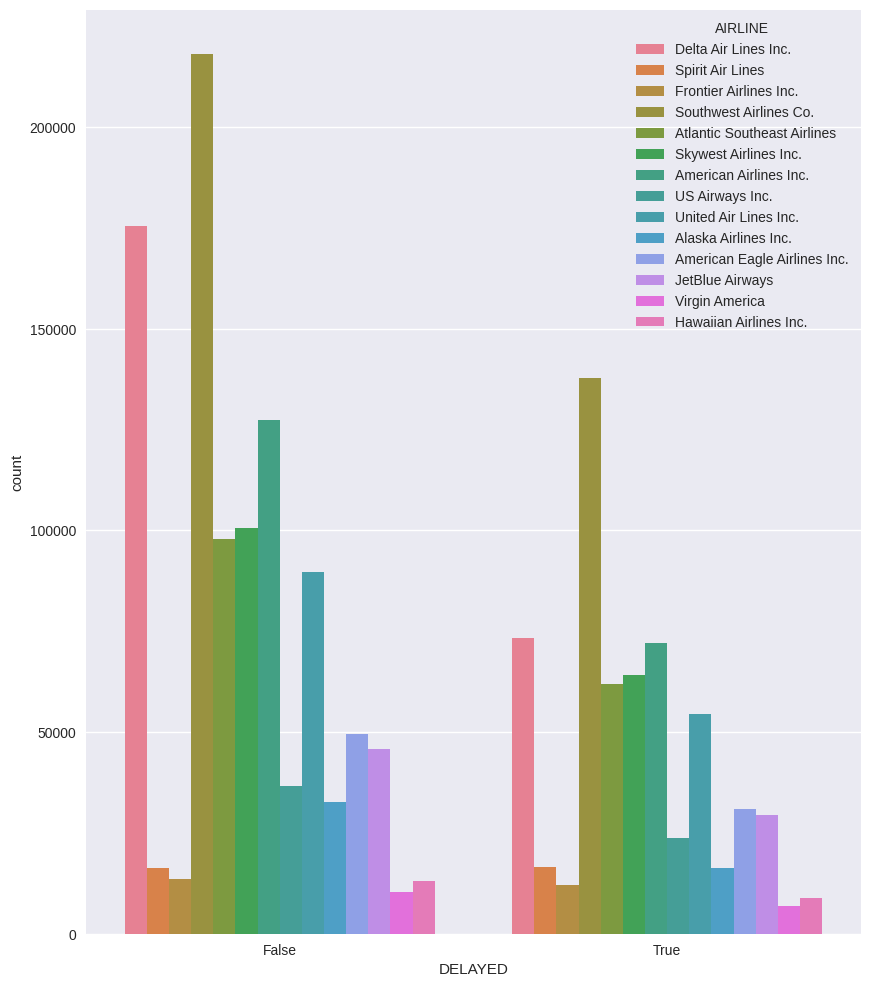 AIRLINE
Delta Air Lines Inc.
Spirit Air Lines
Frontier Airlines Inc.
Southwest Airlines Co.
Atlantic Southeast Airlines
Skywest Airlines Inc.
American Airlines Inc.
US Airways Inc.
United Air Lines Inc.
Alaska Airlines Inc.
American Eagle Airlines Inc.
JetBlue Airways
Virgin America
Hawaiian Airlines Inc.
200000
150000
100000
50000
0
count
False
True
DELAYED